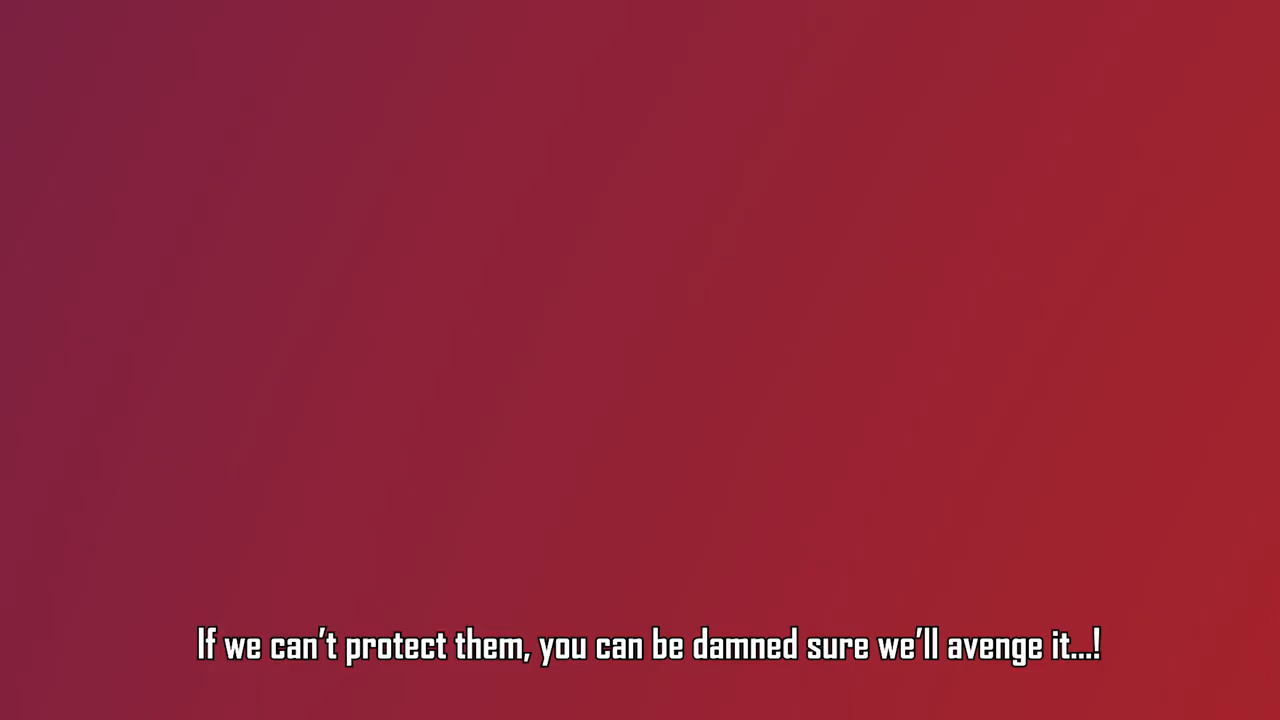 If we can’t protect them, you can be damned sure we’ll avenge it...!